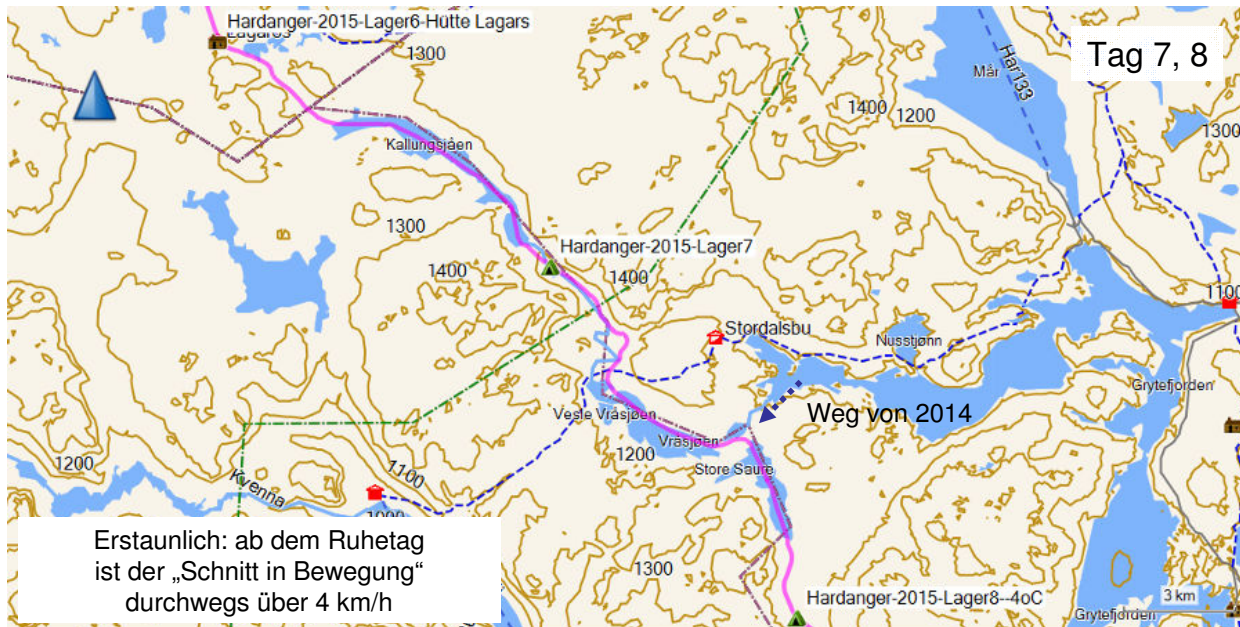 Hardanger-2015-Lager6-Hütte Lagars
1300
Tag 7, 8
Mår
Har133
1400
1200
1300
Kallungsjåen
1300
Hardanger-2015-Lager7
1400
1400
1100
Stordalsbu
Nusstjønn
Grytefjorden
Veste Vråsjøen
Weg von 2014
Vråsjøen
1200
Store Saure
1200
1100
Kvenna
Erstaunlich: ab dem Ruhetag
ist der „Schnitt in Bewegung“
durchwegs über 4 km/h
1300
Hardanger-2015-Lager8--4oC
3 km
Grytefjorden